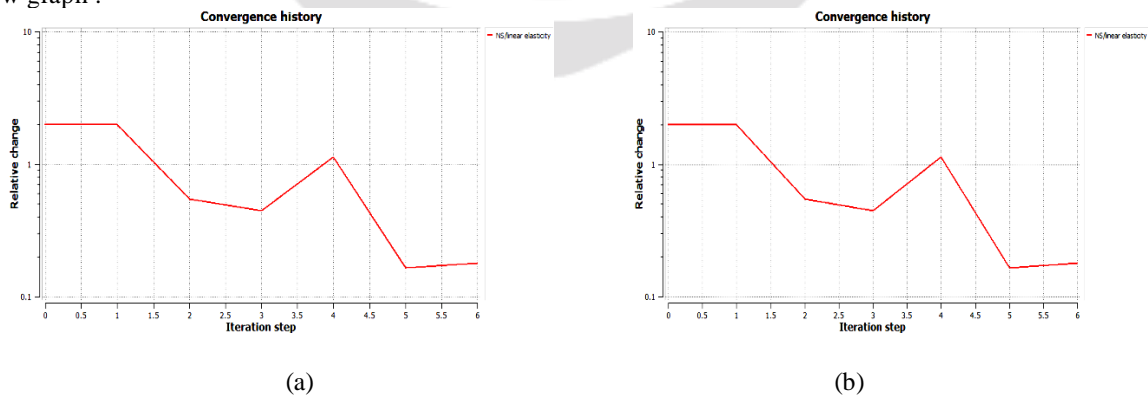 w graph :
Convergence history
NS/linear elasticity
10
1
0.1
Relative change
0 0.5 1 1.5 2 2.5 3 3.5 4 4.5 5 5.5 6
Iteration step
(a)
Convergence history
NS/linear elasticity
10
1
0.1
Relative change
0 0.5 1 1.5 2 2.5 3 3.5 4 4.5 5 5.5 6
Iteration step
(b)